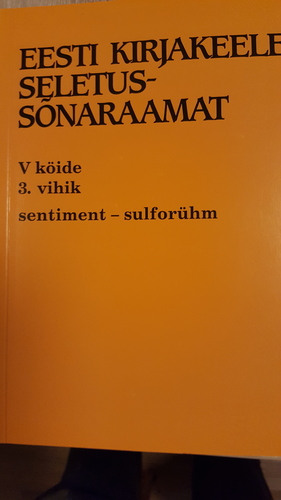 EESTI KIRJAKEELE
SELETUS-
SÕNARAAMAT
V köide
3. vihik
sentiment – sulforühm